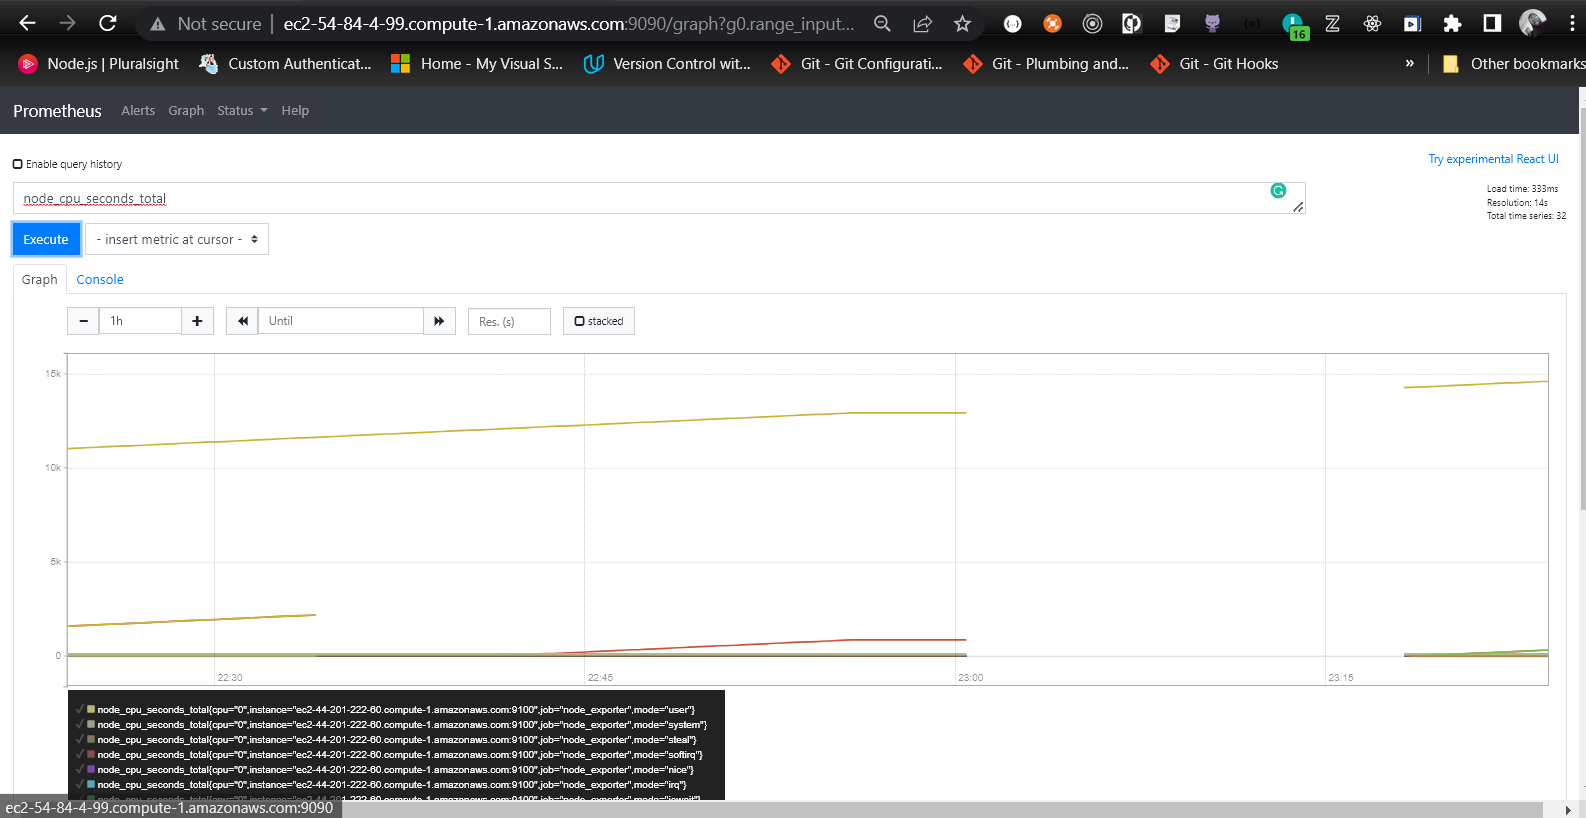 Not secure ec2-54-84-4-99.compute-1.amazonaws.com:9090/graph?g0.range_input...
16
Node.js | Pluralsight Custom Authenticat... Home - My Visual S... Version Control wit... Git - Git Configurati... Git - Plumbing and... Git - Git Hooks » Other bookmarks
Prometheus Alerts Graph Status Help
Enable query history
Try experimental React UI
node_cpu_seconds_total
Load time: 333ms
Resolution: 14s
Total time series: 32
Execute - insert metric at cursor -
Graph Console
1h Until Res. (s) stacked
15k
10k
5k
0
22:30 22:45 23:00 23:15
node_cpu_seconds_total{cpu="0",instance="ec2-44-201-222-60.compute-1.amazonaws.com:9100",job="node_exporter",mode="user"}
node_cpu_seconds_total{cpu="0",instance="ec2-44-201-222-60.compute-1.amazonaws.com:9100",job="node_exporter",mode="system"}
node_cpu_seconds_total{cpu="0",instance="ec2-44-201-222-60.compute-1.amazonaws.com:9100",job="node_exporter",mode="steal"}
node_cpu_seconds_total{cpu="0",instance="ec2-44-201-222-60.compute-1.amazonaws.com:9100",job="node_exporter",mode="softirq"}
node_cpu_seconds_total{cpu="0",instance="ec2-44-201-222-60.compute-1.amazonaws.com:9100",job="node_exporter",mode="nice"}
node_cpu_seconds_total{cpu="0",instance="ec2-44-201-222-60.compute-1.amazonaws.com:9100",job="node_exporter",mode="irq"}
ec2-54-84-4-99.compute-1.amazonaws.com:9090